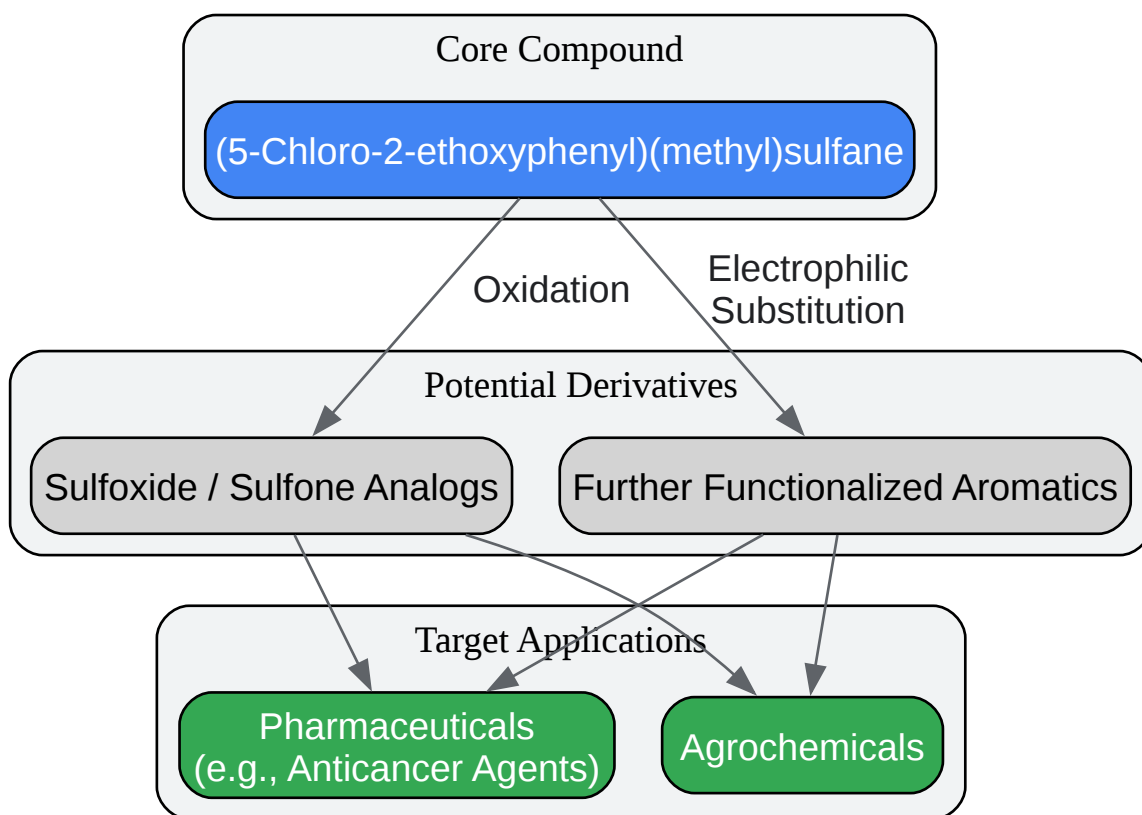 Core Compound
(5-Chloro-2-ethoxyphenyl)(methyl)sulfane
Oxidation
Electrophilic
Substitution
Potential Derivatives
Sulfoxide / Sulfone Analogs
Further Functionalized Aromatics
Target Applications
Pharmaceuticals
(e.g., Anticancer Agents)
Agrochemicals